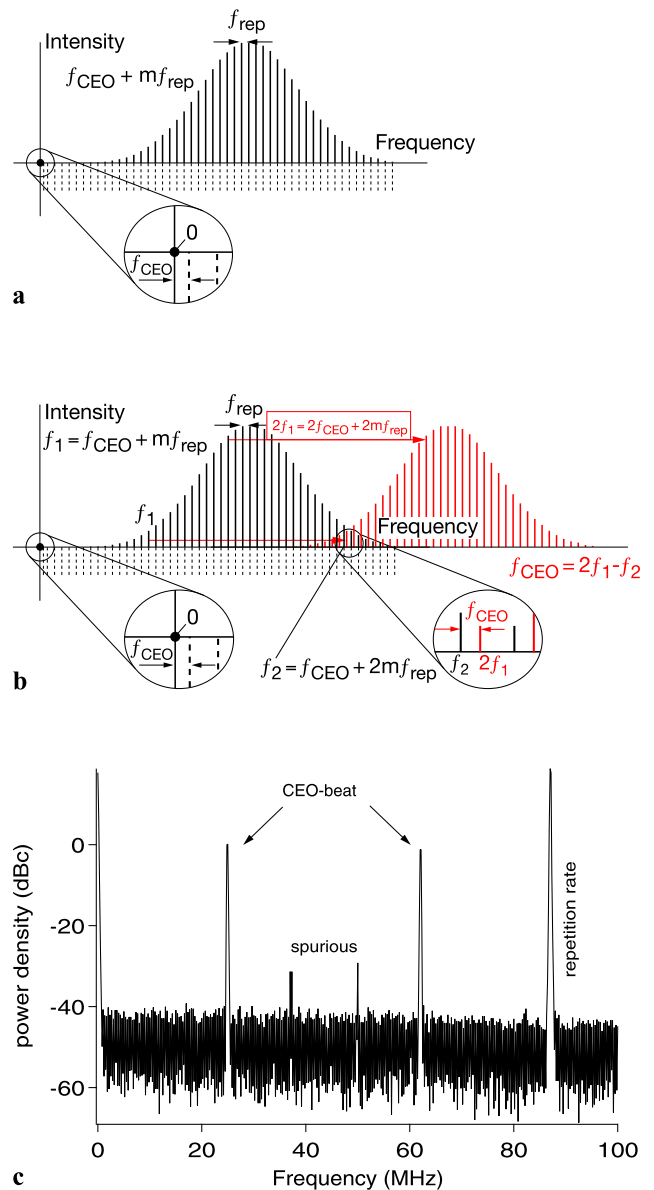 f_rep
Intensity
f_CEO + mf_rep
Frequency
0
f_CEO
a
Intensity
f_rep
2f_1 = 2f_CEO + 2mf_rep
f_1 = f_CEO + mf_rep
f_1
Frequency
f_CEO = 2f_1-f_2
0
f_CEO
f_CEO
f_2 2f_1
f_2 = f_CEO + 2mf_rep
b
CEO-beat
0
-20
-40
-60
power density (dBc)
spurious
repetition rate
0 20 40 60 80 100
Frequency (MHz)
c